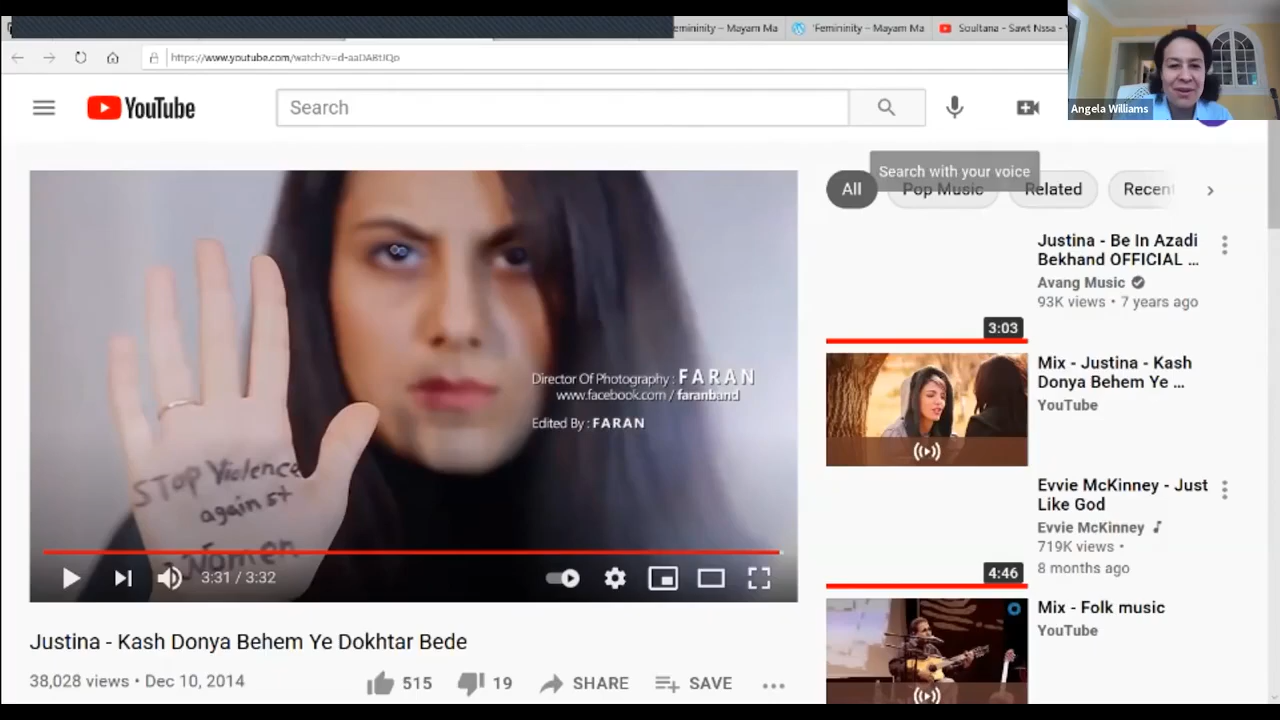 emininity – Mayam Ma
'Femininity – Mayam Ma
Soultana - Sawt Nssa -
https://www.youtube.com/watch?v=d-aaDABtJQo
Angela Williams
YouTube
Search
Search with your voice
All
Pop Music
Related
Recent
Justina - Be In Azadi
Bekhand OFFICIAL ...
Avang Music
93K views • 7 years ago
3:03
Mix - Justina - Kash
Donya Behem Ye ...
YouTube
Evvie McKinney - Just
Like God
Evvie McKinney
719K views •
8 months ago
4:46
Mix - Folk music
YouTube
Director Of Photography : FARAN
www.facebook.com / faranband
Edited By : FARAN
STOP Violence
against
Women
3:31 / 3:32
Justina - Kash Donya Behem Ye Dokhtar Bede
38,028 views • Dec 10, 2014
515
19
SHARE
SAVE